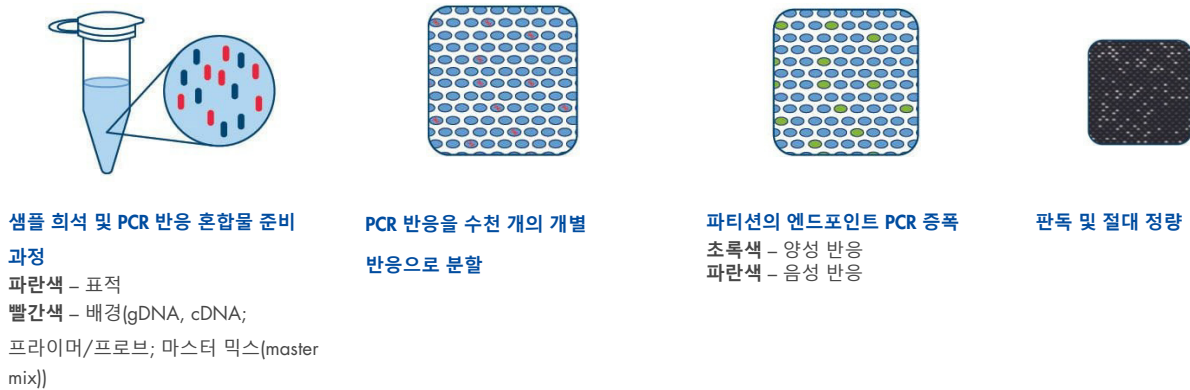 샘플 희석 및 PCR 반응 혼합물 준비
과정
파란색 – 표적
빨간색 – 배경(gDNA, cDNA;
프라이머/프로브; 마스터 믹스(master
mix))
PCR 반응을 수천 개의 개별
반응으로 분할
파티션의 엔드포인트 PCR 증폭
초록색 – 양성 반응
파란색 – 음성 반응
판독 및 절대 정량